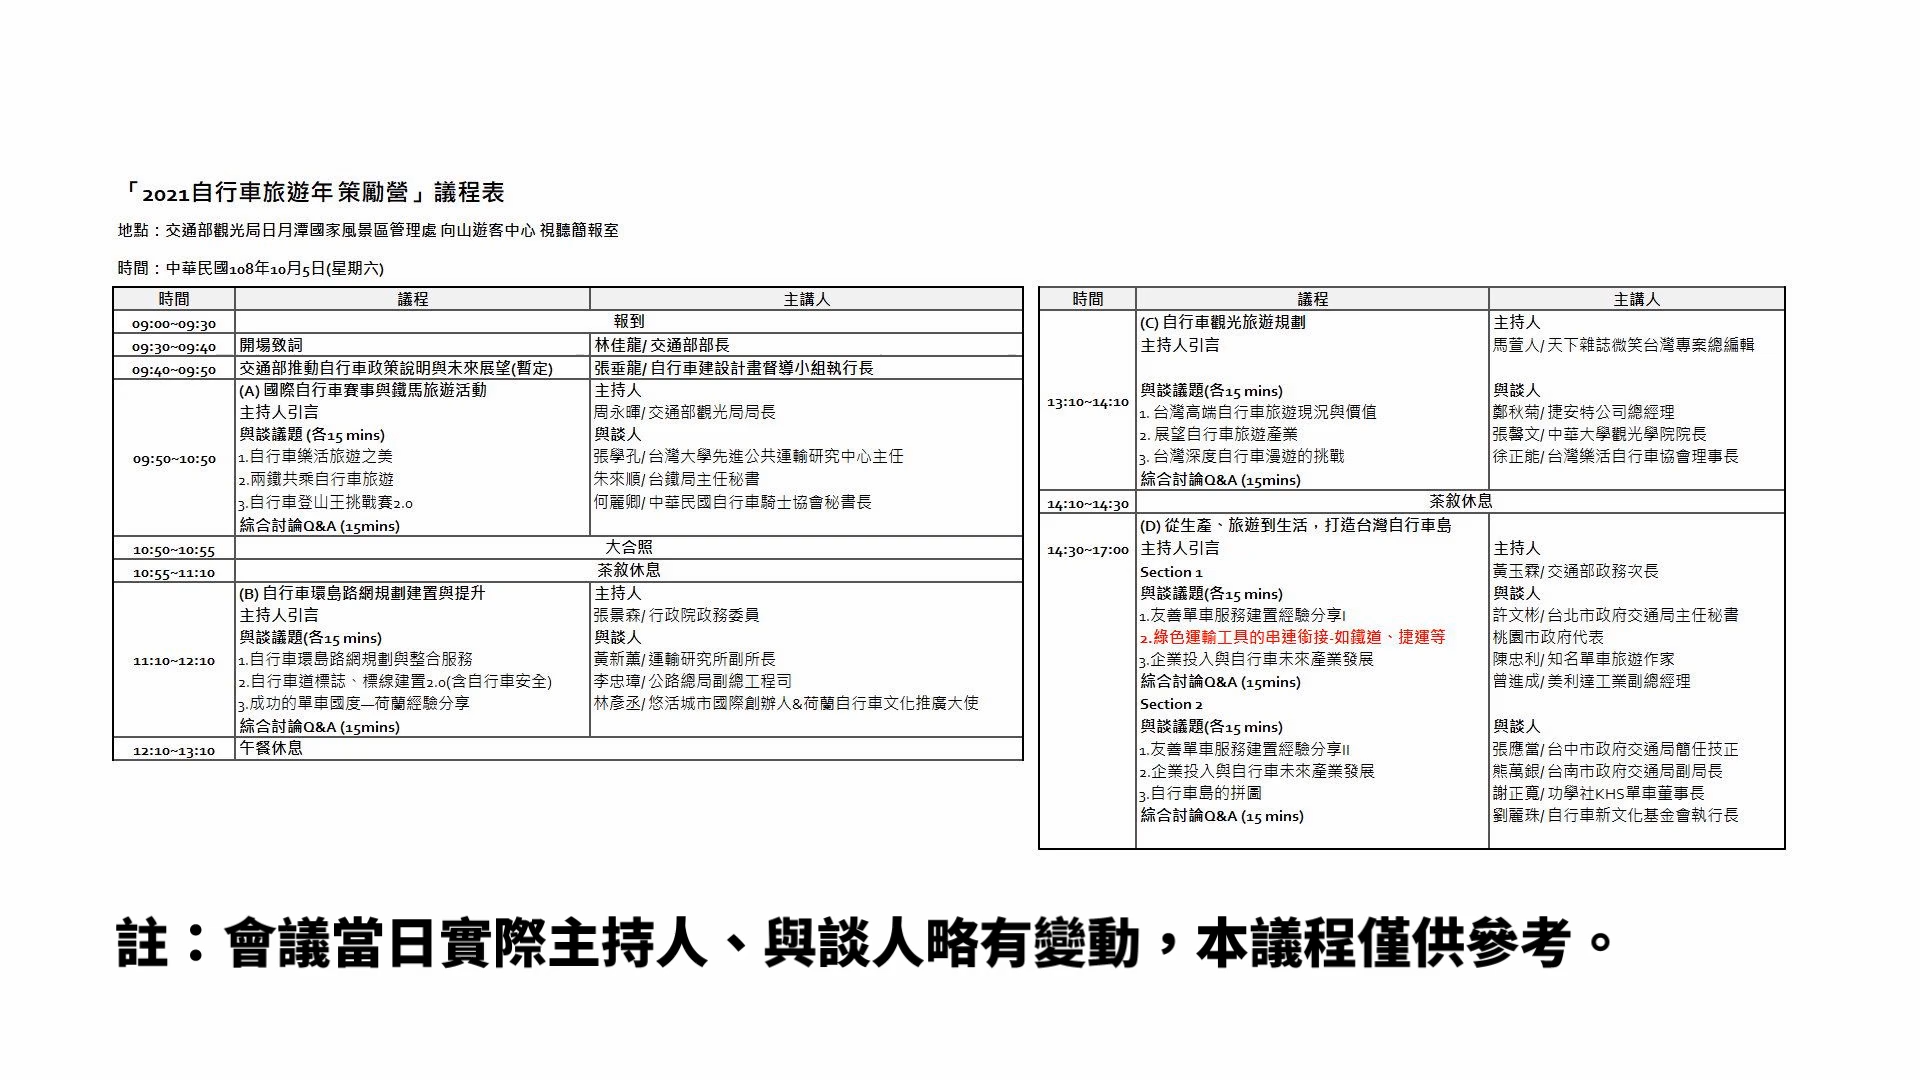 「2021自行車旅遊年 策勵營」議程表
地點：交通部觀光局日月潭國家風景區管理處 向山遊客中心 視聽簡報室
時間：中華民國108年10月5日(星期六)
時間 議程 主講人
09:00~09:30 報到
09:30~09:40 開場致詞 林佳龍/ 交通部部長
09:40~09:50 交通部推動自行車政策說明與未來展望(暫定) 張垂龍/ 自行車建設計畫督導小組執行長
(A) 國際自行車賽事與鐵馬旅遊活動 主持人
主持人引言 周永暉/ 交通部觀光局局長
與談議題 (各15 mins) 與談人
09:50~10:50 1.自行車樂活旅遊之美 張學孔/ 台灣大學先進公共運輸研究中心主任
2.兩鐵共乘自行車旅遊 朱來順/ 台鐵局主任秘書
3.自行車登山王挑戰賽2.0 何麗卿/ 中華民國自行車騎士協會秘書長
綜合討論Q&A (15mins)
10:50~10:55 大合照
10:55~11:10 茶敘休息
(B) 自行車環島路網規劃建置與提升 主持人
主持人引言 張景森/ 行政院政務委員
與談議題(各15 mins) 與談人
11:10~12:10 1.自行車環島路網規劃與整合服務 黃新薰/ 運輸研究所副所長
2.自行車道標誌、標線建置2.0(含自行車安全) 李忠璋/ 公路總局副總工程司
3.成功的單車國度—荷蘭經驗分享 林彥丞/ 悠活城市國際創辦人&荷蘭自行車文化推廣大使
綜合討論Q&A (15mins)
12:10~13:10 午餐休息
時間 議程 主講人
(C) 自行車觀光旅遊規劃 主持人
主持人引言 馬萱人/ 天下雜誌微笑台灣專案總編輯
與談議題(各15 mins) 與談人
13:10~14:10 1. 台灣高端自行車旅遊現況與價值 鄭秋菊/ 捷安特公司總經理
2. 展望自行車旅遊產業 張馨文/ 中華大學觀光學院院長
3. 台灣深度自行車漫遊的挑戰 徐正能/ 台灣樂活自行車協會理事長
綜合討論Q&A (15mins)
14:10~14:30 茶敘休息
(D) 從生產、旅遊到生活，打造台灣自行車島
14:30~17:00 主持人引言 主持人
Section 1 黃玉霖/ 交通部政務次長
與談議題(各15 mins) 與談人
1.友善單車服務建置經驗分享I 許文彬/ 台北市政府交通局主任秘書
2.綠色運輸工具的串連銜接-如鐵道、捷運等 桃園市政府代表
3.企業投入與自行車未來產業發展 陳忠利/ 知名單車旅遊作家
綜合討論Q&A (15mins) 曾進成/ 美利達工業副總經理
Section 2
與談議題(各15 mins) 與談人
1.友善單車服務建置經驗分享II 張應當/ 台中市政府交通局簡任技正
2.企業投入與自行車未來產業發展 熊萬銀/ 台南市政府交通局副局長
3.自行車島的拼圖 謝正寬/ 功學社KHS單車董事長
綜合討論Q&A (15 mins) 劉麗珠/ 自行車新文化基金會執行長
註：會議當日實際主持人、與談人略有變動，本議程僅供參考。